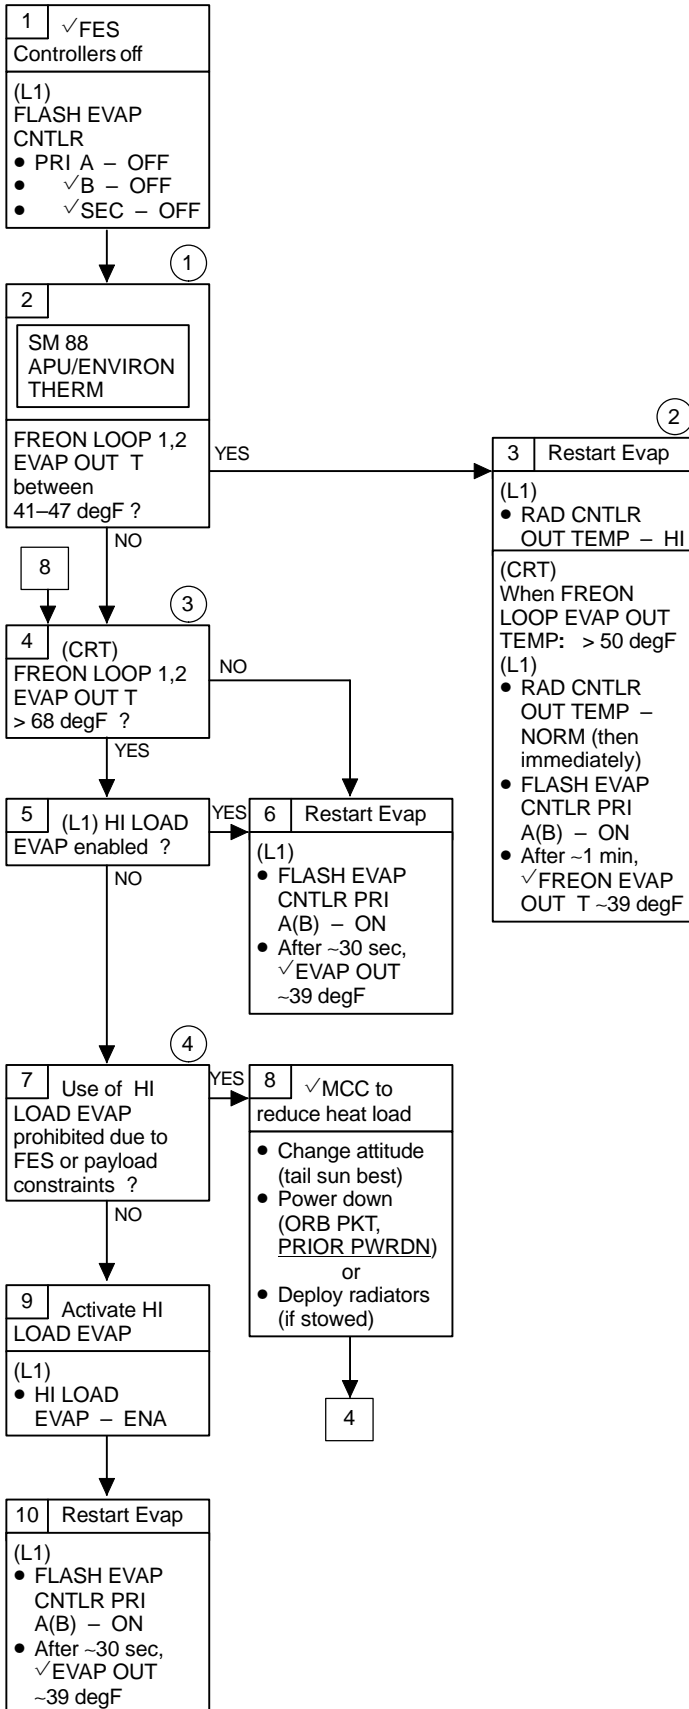 1 √FES
Controllers off
(L1)
FLASH EVAP
CNTLR
• PRI A – OFF
• √B – OFF
• √SEC – OFF
1
2
SM 88
APU/ENVIRON
THERM
FREON LOOP 1,2
EVAP OUT T
between
41–47 degF ?
YES
NO
2
3 Restart Evap
(L1)
• RAD CNTLR
OUT TEMP – HI
(CRT)
When FREON
LOOP EVAP OUT
TEMP: > 50 degF
(L1)
• RAD CNTLR
OUT TEMP –
NORM (then
immediately)
• FLASH EVAP
CNTLR PRI
A(B) – ON
• After ~1 min,
√FREON EVAP
OUT T ~39 degF
8
3
4 (CRT)
FREON LOOP 1,2
EVAP OUT T
> 68 degF ?
NO
YES
5 (L1) HI LOAD
EVAP enabled ?
YES
NO
6 Restart Evap
(L1)
• FLASH EVAP
CNTLR PRI
A(B) – ON
• After ~30 sec,
√EVAP OUT
~39 degF
4
7 Use of HI
LOAD EVAP
prohibited due to
FES or payload
constraints ?
YES
NO
8 √MCC to
reduce heat load
• Change attitude
(tail sun best)
• Power down
(ORB PKT,
PRIOR PWRDN)
or
• Deploy radiators
(if stowed)
4
9 Activate HI
LOAD EVAP
(L1)
• HI LOAD
EVAP – ENA
10 Restart Evap
(L1)
• FLASH EVAP
CNTLR PRI
A(B) – ON
• After ~30 sec,
√EVAP OUT
~39 degF